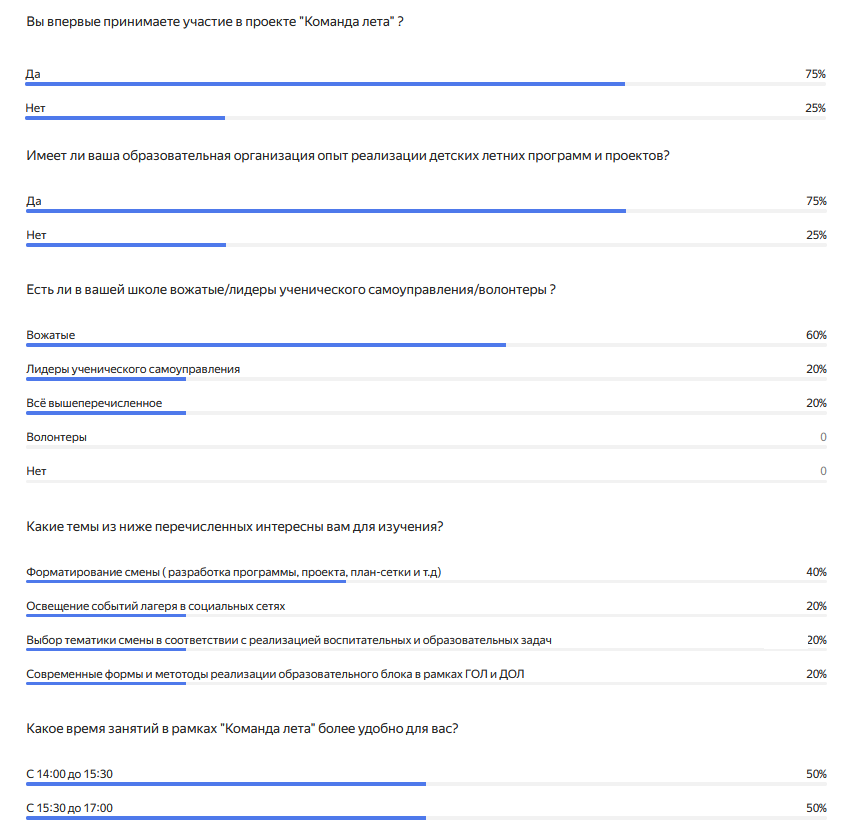 Вы впервые принимаете участие в проекте "Команда лета" ?
Да 75%
Нет 25%
Имеет ли ваша образовательная организация опыт реализации детских летних программ и проектов?
Да 75%
Нет 25%
Есть ли в вашей школе вожатые/лидеры ученического самоуправления/волонтеры ?
Вожатые 60%
Лидеры ученического самоуправления 20%
Всё вышеперечисленное 20%
Волонтеры 0
Нет 0
Какие темы из ниже перечисленных интересны вам для изучения?
Форматирование смены ( разработка программы, проекта, план-сетки и т.д) 40%
Освещение событий лагеря в социальных сетях 20%
Выбор тематики смены в соответствии с реализацией воспитательных и образовательных задач 20%
Современные формы и метотоды реализации образовательного блока в рамках ГОЛ и ДОЛ 20%
Какое время занятий в рамках "Команда лета" более удобно для вас?
С 14:00 до 15:30 50%
С 15:30 до 17:00 50%